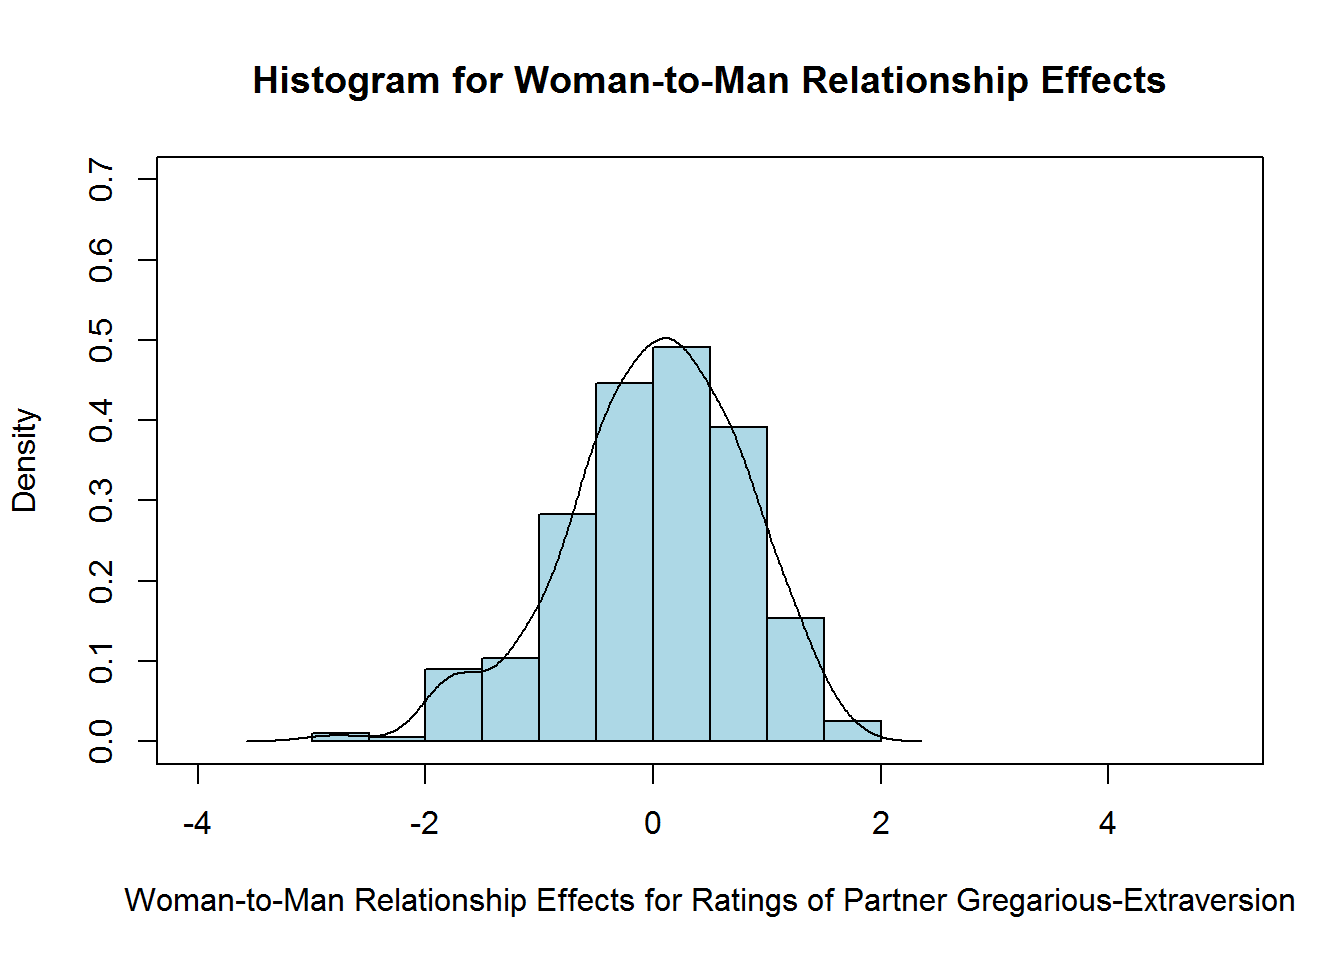 Histogram for Woman-to-Man Relationship Effects
Density
0.7
0.6
0.5
0.4
0.3
0.2
0.1
0.0
-4 -2 0 2 4
Woman-to-Man Relationship Effects for Ratings of Partner Gregarious-Extraversion